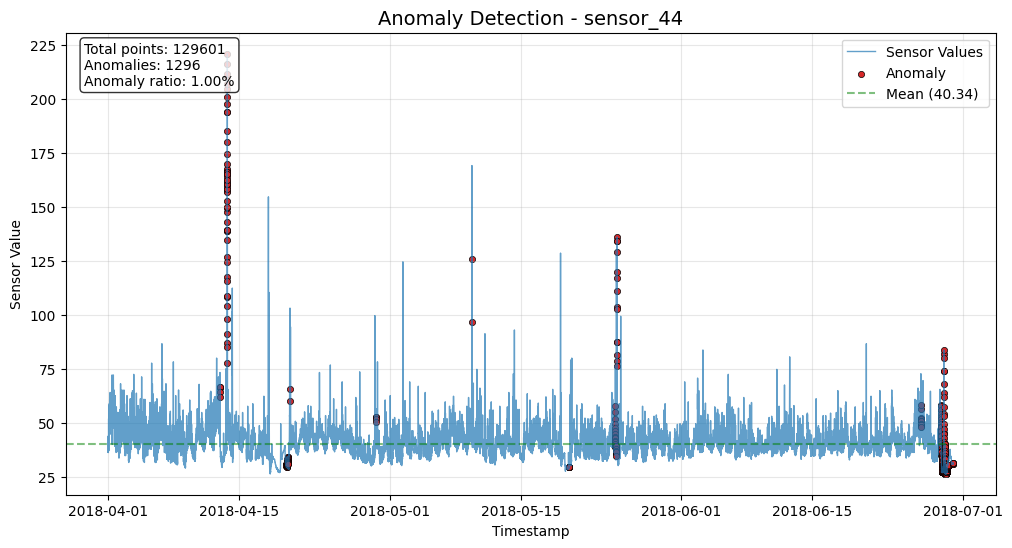 Anomaly Detection - sensor_44
Total points: 129601
Anomalies: 1296
Anomaly ratio: 1.00%
Sensor Values
Anomaly
Mean (40.34)
Sensor Value
225
200
175
150
125
100
75
50
25
2018-04-01 2018-04-15 2018-05-01 2018-05-15 2018-06-01 2018-06-15 2018-07-01
Timestamp